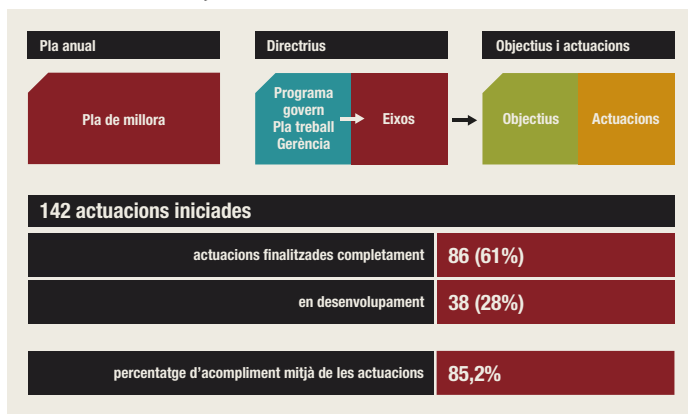 Pla anual
Directrius
Objectius i actuacions
Pla de millora
Programa
govern
Pla treball
Gerència
Eixos
Objectius
Actuacions
142 actuacions iniciades
actuacions finalitzades completament
86 (61%)
en desenvolupament
38 (28%)
percentatge d'acompliment mitjà de les actuacions
85,2%